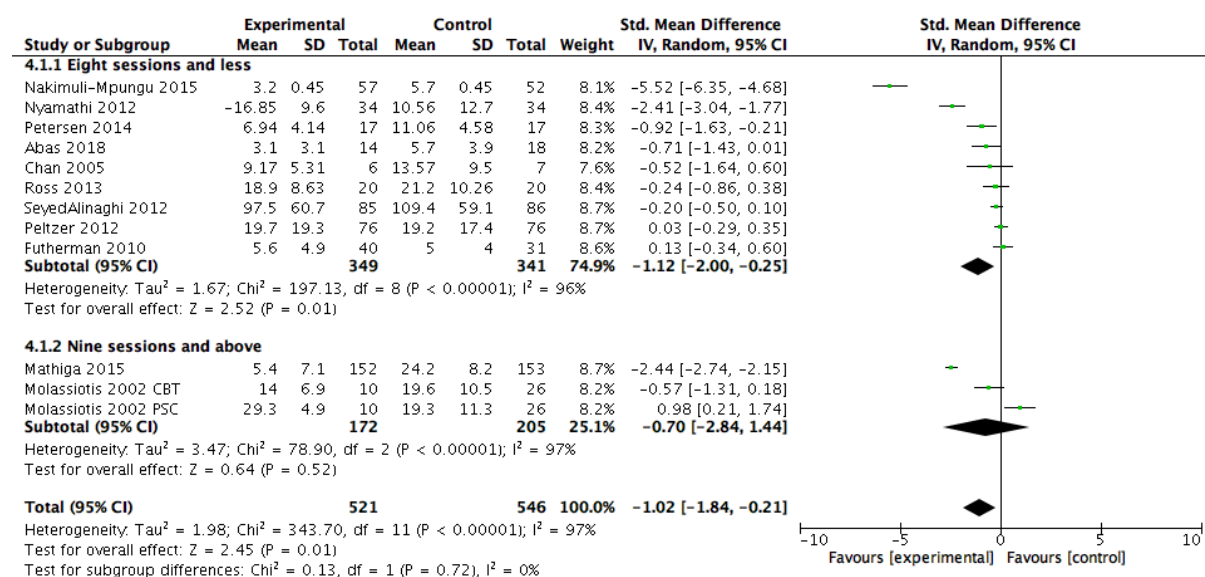 Experimental Control Std. Mean Difference Std. Mean Difference
Study or Subgroup Mean SD Total Mean SD Total Weight IV, Random, 95% CI IV, Random, 95% CI
4.1.1 Eight sessions and less
Nakimuli-Mpungu 2015 3.2 0.45 57 5.7 0.45 52 8.1% -5.52 [-6.35, -4.68]
Nyamathi 2012 -16.85 9.6 34 10.56 12.7 34 8.4% -2.41 [-3.04, -1.77]
Petersen 2014 6.94 4.14 17 11.06 4.58 17 8.3% -0.92 [-1.63, -0.21]
Abas 2018 3.1 3.1 14 5.7 3.9 18 8.2% -0.71 [-1.43, 0.01]
Chan 2005 9.17 5.31 6 13.57 9.5 7 7.6% -0.52 [-1.64, 0.60]
Ross 2013 18.9 8.63 20 21.2 10.26 20 8.4% -0.24 [-0.86, 0.38]
SeyedAlinaghi 2012 97.5 60.7 85 109.4 59.1 86 8.7% -0.20 [-0.50, 0.10]
Peltzer 2012 19.7 19.3 76 19.2 17.4 76 8.7% 0.03 [-0.29, 0.35]
Futherman 2010 5.6 4.9 40 5 4 31 8.6% 0.13 [-0.34, 0.60]
Subtotal (95% CI) 349 341 74.9% -1.12 [-2.00, -0.25]
Heterogeneity: Tau² = 1.67; Chi² = 197.13, df = 8 (P < 0.00001); I² = 96%
Test for overall effect: Z = 2.52 (P = 0.01)
4.1.2 Nine sessions and above
Mathiga 2015 5.4 7.1 152 24.2 8.2 153 8.7% -2.44 [-2.74, -2.15]
Molassiotis 2002 CBT 14 6.9 10 19.6 10.5 26 8.2% -0.57 [-1.31, 0.18]
Molassiotis 2002 PSC 29.3 4.9 10 19.3 11.3 26 8.2% 0.98 [0.21, 1.74]
Subtotal (95% CI) 172 205 25.1% -0.70 [-2.84, 1.44]
Heterogeneity: Tau² = 3.47; Chi² = 78.90, df = 2 (P < 0.00001); I² = 97%
Test for overall effect: Z = 0.64 (P = 0.52)
Total (95% CI) 521 546 100.0% -1.02 [-1.84, -0.21]
Heterogeneity: Tau² = 1.98; Chi² = 343.70, df = 11 (P < 0.00001); I² = 97%
Test for overall effect: Z = 2.45 (P = 0.01)
Test for subgroup differences: Chi² = 0.13, df = 1 (P = 0.72), I² = 0%
-10 -5 0 5 10
Favours [experimental] Favours [control]